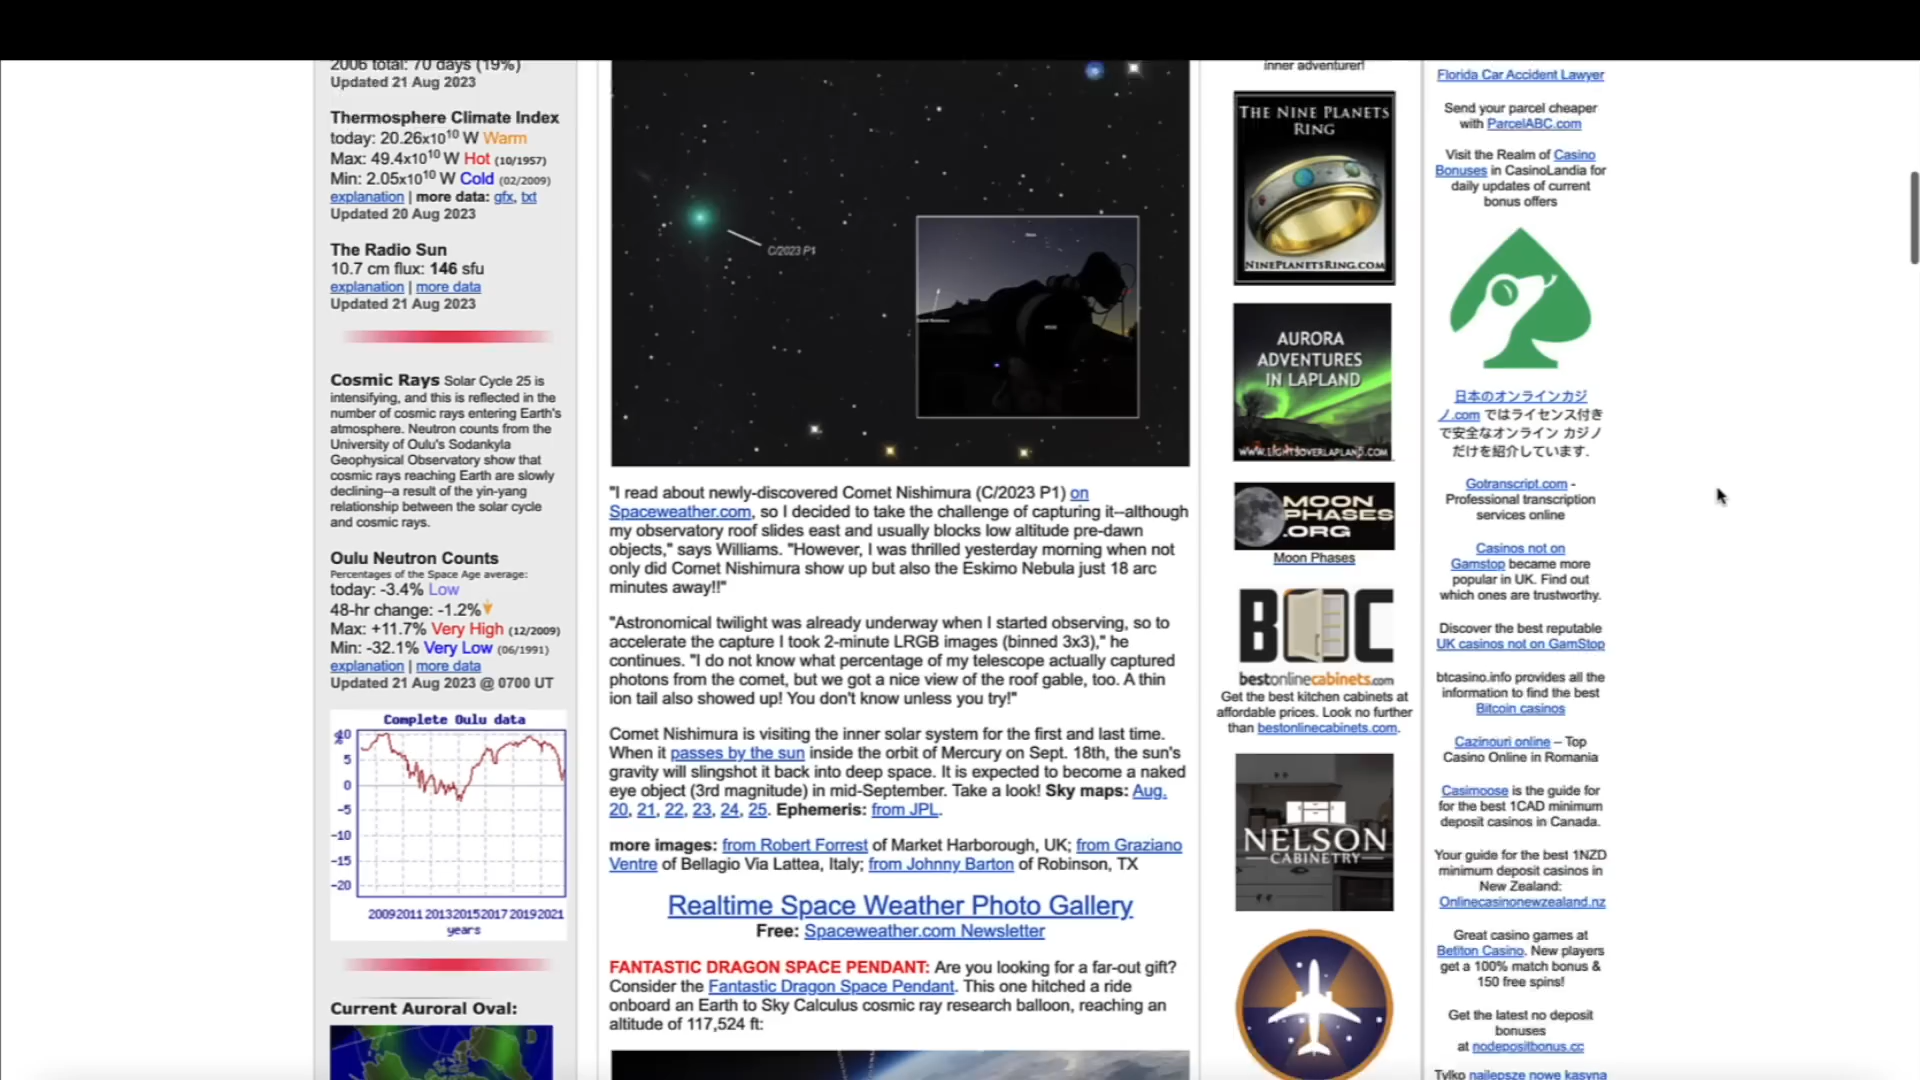 2006 total: 70 days (19%)
Updated 21 Aug 2023
Thermosphere Climate Index
today: 20.26x10¹⁰ W Warm
Max: 49.4x10¹⁰ W Hot (10/1957)
Min: 2.05x10¹⁰ W Cold (02/2009)
explanation | more data: gfx, txt
Updated 20 Aug 2023
The Radio Sun
10.7 cm flux: 146 sfu
explanation | more data
Updated 21 Aug 2023
Cosmic Rays Solar Cycle 25 is
intensifying, and this is reflected in the
number of cosmic rays entering Earth's
atmosphere. Neutron counts from the
University of Oulu's Sodankyla
Geophysical Observatory show that
cosmic rays reaching Earth are slowly
declining--a result of the yin-yang
relationship between the solar cycle
and cosmic rays.
Oulu Neutron Counts
Percentages of the Space Age average:
today: -3.4% Low
48-hr change: -1.2%
Max: +11.7% Very High (12/2009)
Min: -32.1% Very Low (06/1991)
explanation | more data
Updated 21 Aug 2023 @ 0700 UT
Complete Oulu data
%
10
5
0
-5
-10
-15
-20
2009 2011 2013 2015 2017 2019 2021
years
Current Auroral Oval:
C/2023 P1
"I read about newly-discovered Comet Nishimura (C/2023 P1) on
Spaceweather.com, so I decided to take the challenge of capturing it--although
my observatory roof slides east and usually blocks low altitude pre-dawn
objects," says Williams. "However, I was thrilled yesterday morning when not
only did Comet Nishimura show up but also the Eskimo Nebula just 18 arc
minutes away!!"
"Astronomical twilight was already underway when I started observing, so to
accelerate the capture I took 2-minute LRGB images (binned 3x3)," he
continues. "I do not know what percentage of my telescope actually captured
photons from the comet, but we got a nice view of the roof gable, too. A thin
ion tail also showed up! You don't know unless you try!"
Comet Nishimura is visiting the inner solar system for the first and last time.
When it passes by the sun inside the orbit of Mercury on Sept. 18th, the sun's
gravity will slingshot it back into deep space. It is expected to become a naked
eye object (3rd magnitude) in mid-September. Take a look! Sky maps: Aug.
20, 21, 22, 23, 24, 25. Ephemeris: from JPL.
more images: from Robert Forrest of Market Harborough, UK; from Graziano
Ventre of Bellagio Via Lattea, Italy; from Johnny Barton of Robinson, TX
Realtime Space Weather Photo Gallery
Free: Spaceweather.com Newsletter
FANTASTIC DRAGON SPACE PENDANT: Are you looking for a far-out gift?
Consider the Fantastic Dragon Space Pendant. This one hitched a ride
onboard an Earth to Sky Calculus cosmic ray research balloon, reaching an
altitude of 117,524 ft:
inner adventurer!
THE NINE PLANETS
RING
NINEPLANETSRING.COM
AURORA
ADVENTURES
IN LAPLAND
WWW.LIGHTSOVERLAPLAND.COM
MOON
PHASES
.ORG
Moon Phases
BOC
bestonlinecabinets.com
Get the best kitchen cabinets at
affordable prices. Look no further
than bestonlinecabinets.com.
NELSON
CABINETRY
Florida Car Accident Lawyer
Send your parcel cheaper
with ParcelABC.com
Visit the Realm of Casino
Bonuses in CasinoLandia for
daily updates of current
bonus offers
日本のオンラインカジ
ノ.com ではライセンス付き
で安全なオンライン カジノ
だけを紹介しています.
Gotranscript.com -
Professional transcription
services online
Casinos not on
Gamstop became more
popular in UK. Find out
which ones are trustworthy.
Discover the best reputable
UK casinos not on GamStop
btcasino.info provides all the
information to find the best
Bitcoin casinos
Cazinouri online – Top
Casino Online in Romania
Casimoose is the guide for
for the best 1CAD minimum
deposit casinos in Canada.
Your guide for the best 1NZD
minimum deposit casinos in
New Zealand:
Onlinecasinonewzealand.nz
Great casino games at
Betiton Casino. New players
get a 100% match bonus &
150 free spins!
Get the latest no deposit
bonuses
at nodepositbonus.cc
Tylko najlepsze nowe kasyna